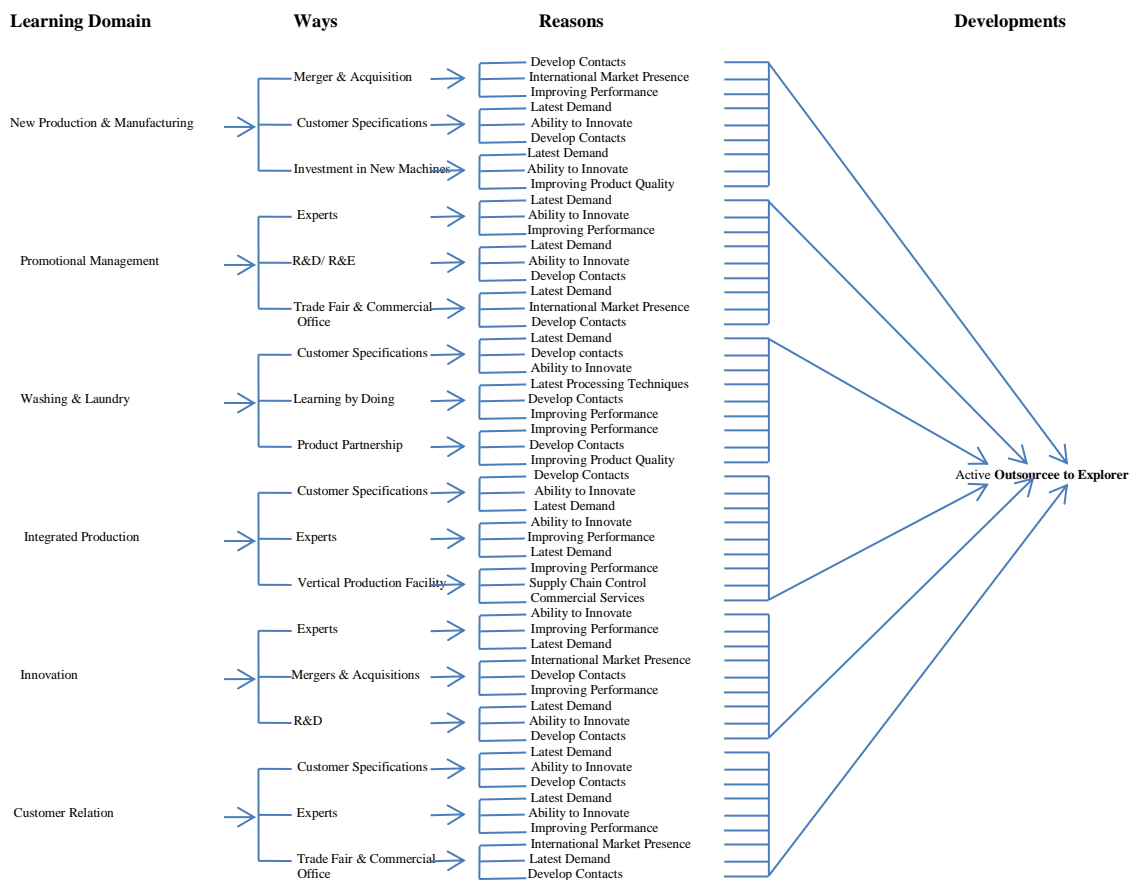 Learning Domain
Ways
Reasons
Developments
New Production & Manufacturing
Merger & Acquisition
Develop Contacts
International Market Presence
Improving Performance
Customer Specifications
Latest Demand
Ability to Innovate
Develop Contacts
Investment in New Machines
Latest Demand
Ability to Innovate
Improving Product Quality
Promotional Management
Experts
Latest Demand
Ability to Innovate
Improving Performance
R&D/ R&E
Latest Demand
Ability to Innovate
Develop Contacts
Trade Fair & Commercial
Office
Latest Demand
International Market Presence
Develop Contacts
Washing & Laundry
Customer Specifications
Latest Demand
Develop contacts
Ability to Innovate
Learning by Doing
Latest Processing Techniques
Develop Contacts
Improving Performance
Product Partnership
Improving Performance
Develop Contacts
Improving Product Quality
Integrated Production
Customer Specifications
Develop Contacts
Ability to Innovate
Latest Demand
Experts
Ability to Innovate
Improving Performance
Latest Demand
Vertical Production Facility
Improving Performance
Supply Chain Control
Commercial Services
Innovation
Experts
Ability to Innovate
Improving Performance
Latest Demand
Mergers & Acquisitions
International Market Presence
Develop Contacts
Improving Performance
R&D
Latest Demand
Ability to Innovate
Develop Contacts
Customer Relation
Customer Specifications
Latest Demand
Ability to Innovate
Develop Contacts
Experts
Latest Demand
Ability to Innovate
Improving Performance
Trade Fair & Commercial
Office
International Market Presence
Latest Demand
Develop Contacts
Active Outsourcee to Explorer